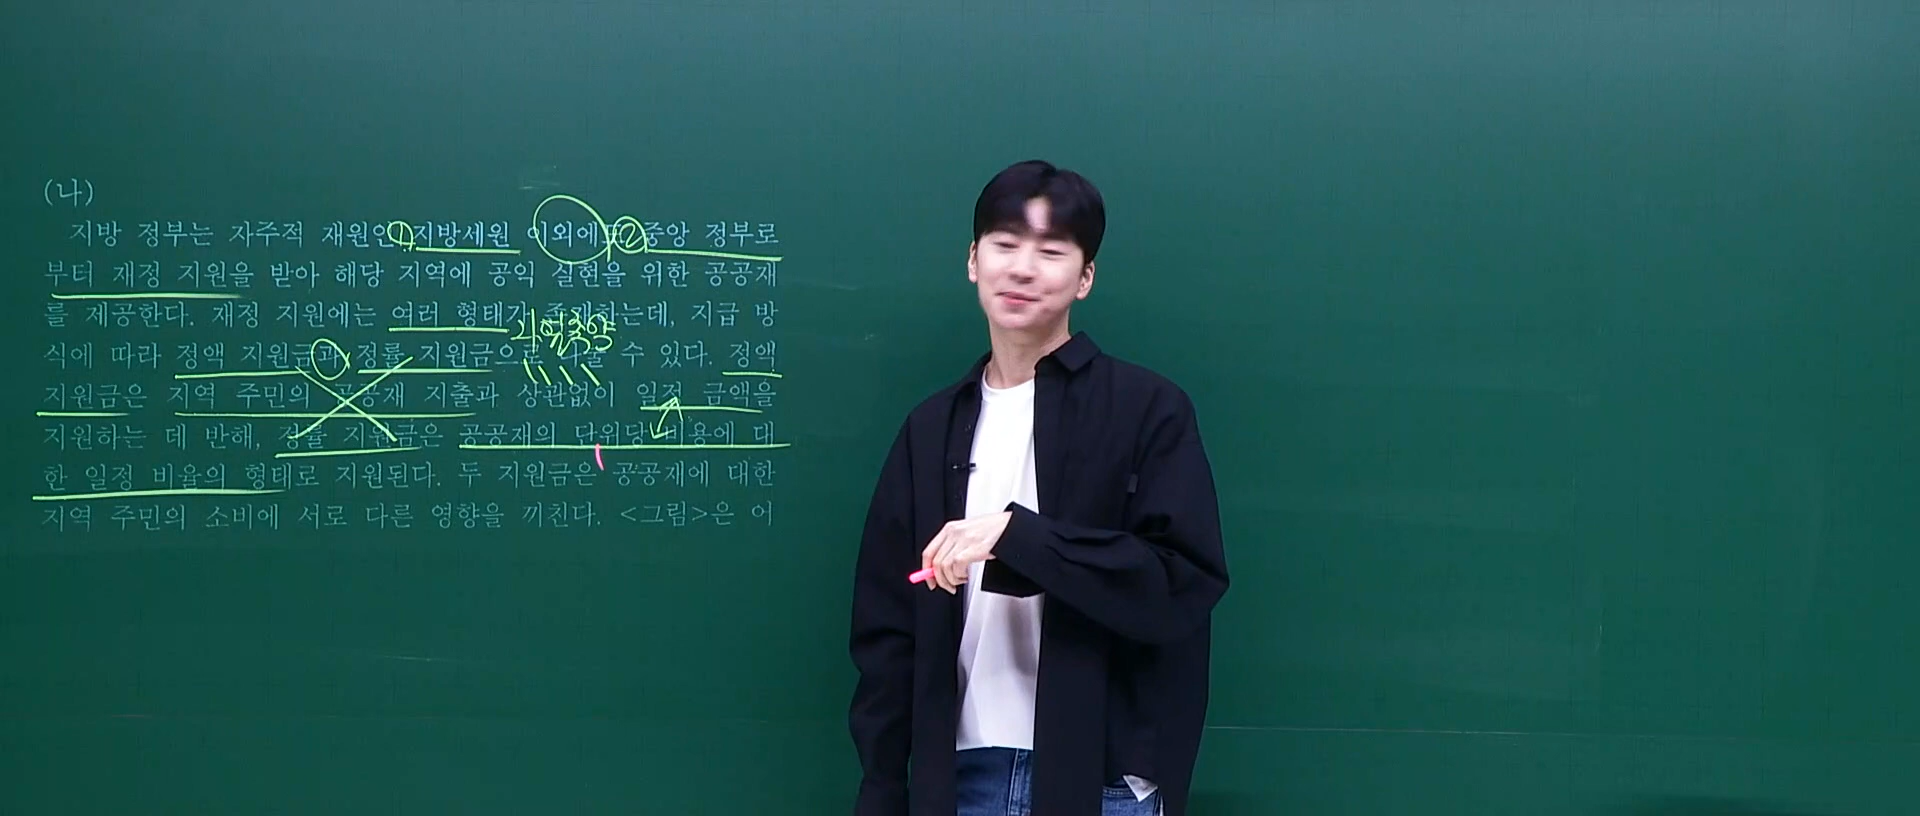 (나)
지방 정부는 자주적 재원인 ① 지방세원 이외에도 ② 중앙 정부로
부터 재정 지원을 받아 해당 지역에 공익 실현을 위한 공공재
를 제공한다. 재정 지원에는 여러 형태가 존재하는데, 지급 방
식에 따라 정액 지원금과 정률 지원금으로 나눌 수 있다. 정액
지원금은 지역 주민의 공공재 지출과 상관없이 일정 금액을
지원하는 데 반해, 정률 지원금은 공공재의 단위당 비용에 대
한 일정 비율의 형태로 지원된다. 두 지원금은 공공재에 대한
지역 주민의 소비에 서로 다른 영향을 끼친다. <그림>은 어